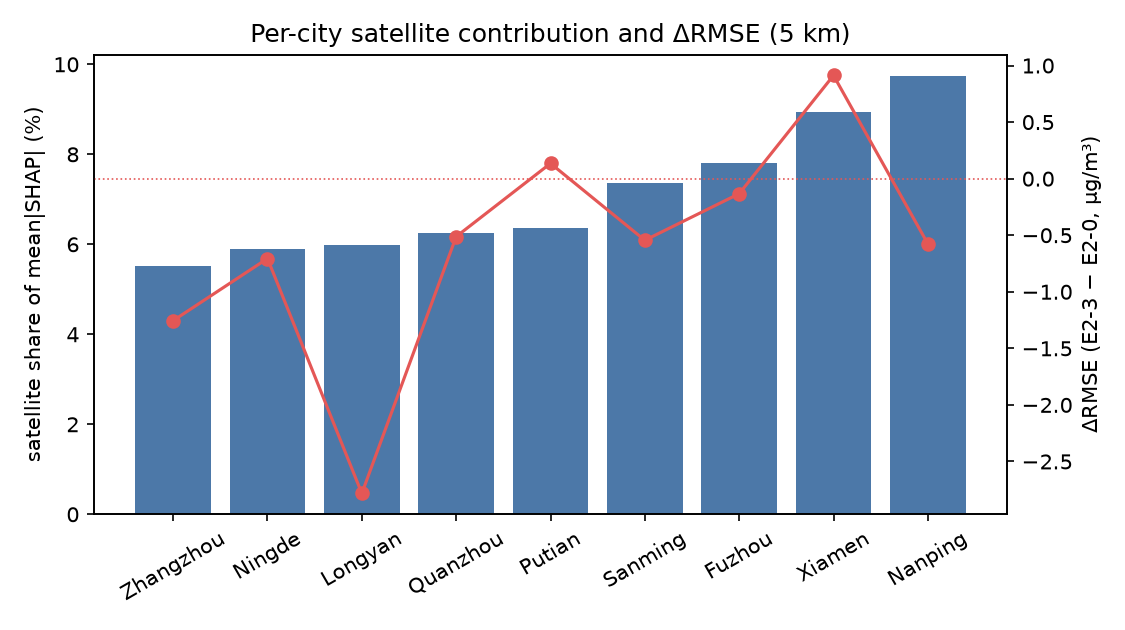 Per-city satellite contribution and ΔRMSE (5 km)
satellite share of mean|SHAP| (%)
10
8
6
4
2
0
1.0
0.5
0.0
−0.5
−1.0
−1.5
−2.0
−2.5
ΔRMSE (E2-3 − E2-0, µg/m³)
Zhangzhou
Ningde
Longyan
Quanzhou
Putian
Sanming
Fuzhou
Xiamen
Nanping